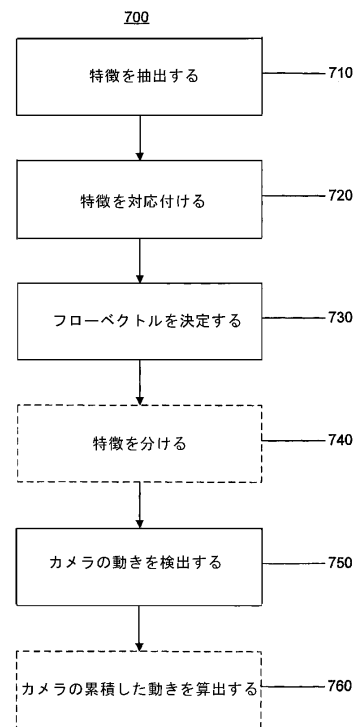 700
特徴を抽出する 710
特徴を対応付ける 720
フローベクトルを決定する 730
特徴を分ける 740
カメラの動きを検出する 750
カメラの累積した動きを算出する 760